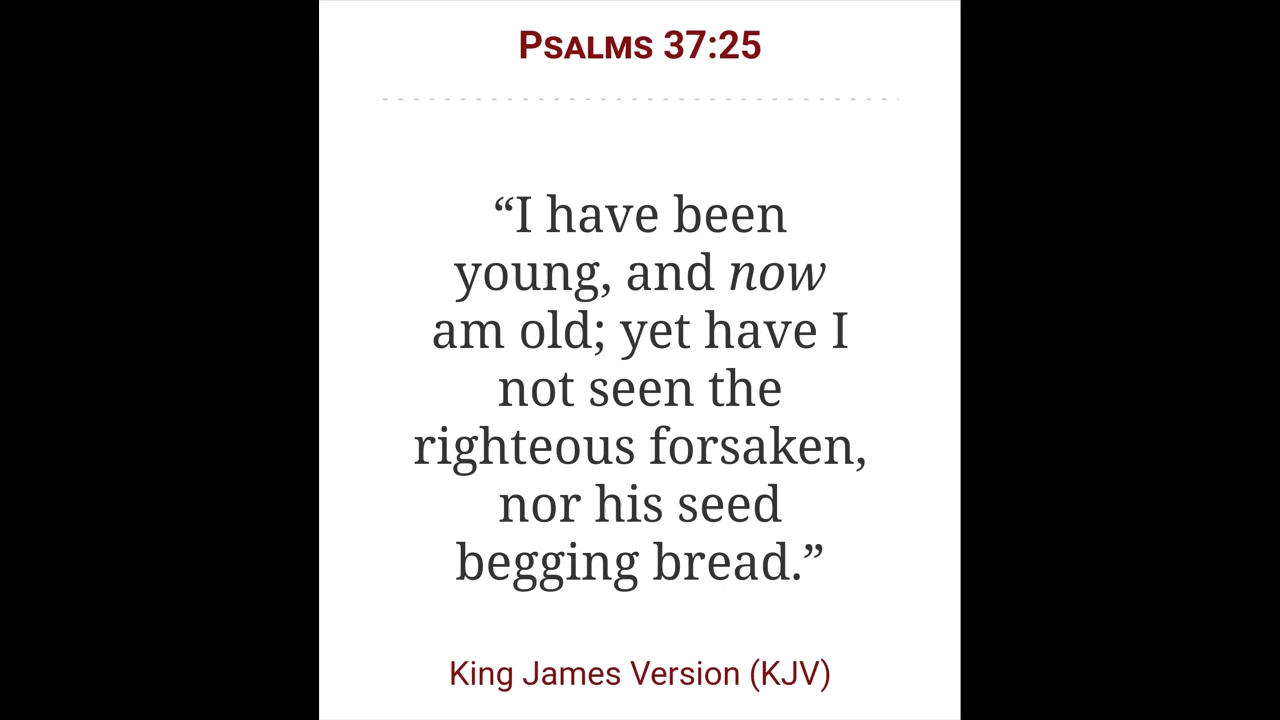 Psalms 37:25
“I have been
young, and now
am old; yet have I
not seen the
righteous forsaken,
nor his seed
begging bread.”
King James Version (KJV)